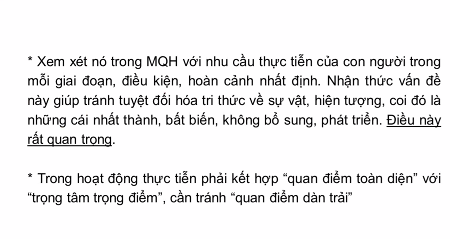 * Xem xét nó trong MQH với nhu cầu thực tiễn của con người trong
mỗi giai đoạn, điều kiện, hoàn cảnh nhất định. Nhận thức vấn đề
này giúp tránh tuyệt đối hóa tri thức về sự vật, hiện tượng, coi đó là
những cái nhất thành, bất biến, không bổ sung, phát triển. Điều này
rất quan trọng.
* Trong hoạt động thực tiễn phải kết hợp “quan điểm toàn diện” với
“trọng tâm trọng điểm”, cần tránh “quan điểm dàn trải”